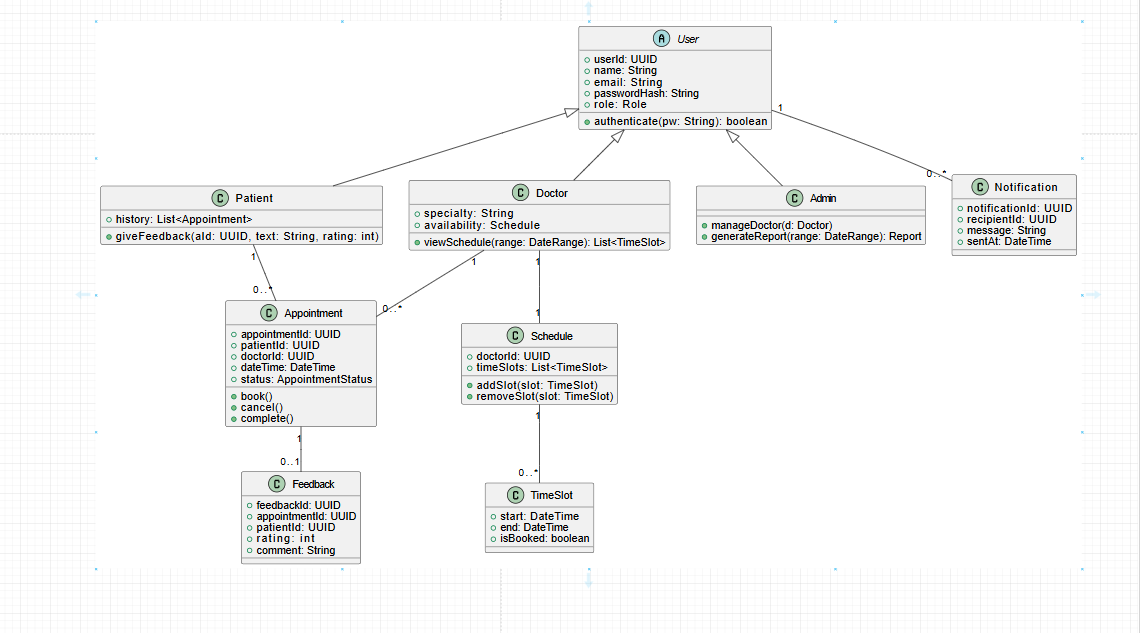 A User
userId: UUID
name: String
email: String
passwordHash: String
role: Role
authenticate(pw: String): boolean
1
0..*
C Patient
history: List<Appointment>
giveFeedback(aId: UUID, text: String, rating: int)
C Doctor
specialty: String
availability: Schedule
viewSchedule(range: DateRange): List<TimeSlot>
C Admin
manageDoctor(d: Doctor)
generateReport(range: DateRange): Report
C Notification
notificationId: UUID
recipientId: UUID
message: String
sentAt: DateTime
1
0..*
1
0..*
1
1
C Appointment
appointmentId: UUID
patientId: UUID
doctorId: UUID
dateTime: DateTime
status: AppointmentStatus
book()
cancel()
complete()
C Schedule
doctorId: UUID
timeSlots: List<TimeSlot>
addSlot(slot: TimeSlot)
removeSlot(slot: TimeSlot)
1
0..1
1
0..*
C Feedback
feedbackId: UUID
appointmentId: UUID
patientId: UUID
rating: int
comment: String
C TimeSlot
start: DateTime
end: DateTime
isBooked: boolean